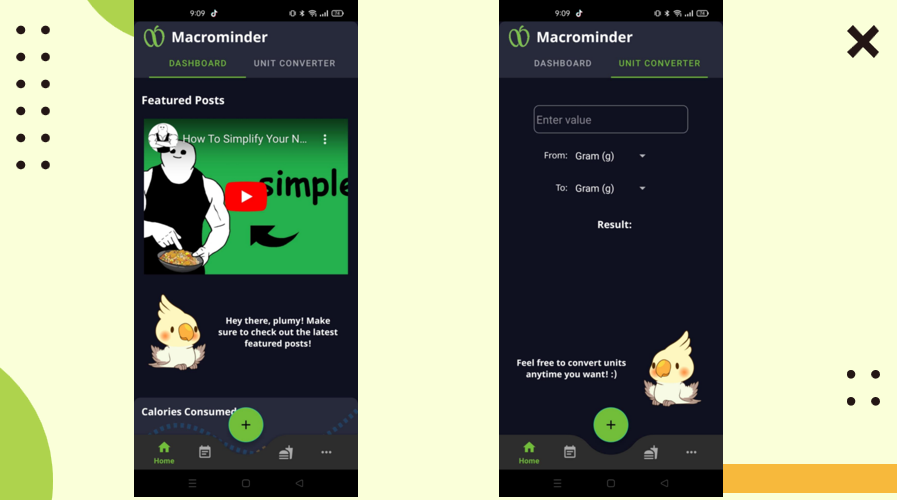 9:09
Macrominder
DASHBOARD UNIT CONVERTER
Featured Posts
How To Simplify Your N...
simple
Hey there, plumy! Make
sure to check out the latest
featured posts!
Calories Consumed
+
Home
9:09
Macrominder
DASHBOARD UNIT CONVERTER
Enter value
From: Gram (g)
To: Gram (g)
Result:
Feel free to convert units
anytime you want! :)
+
Home